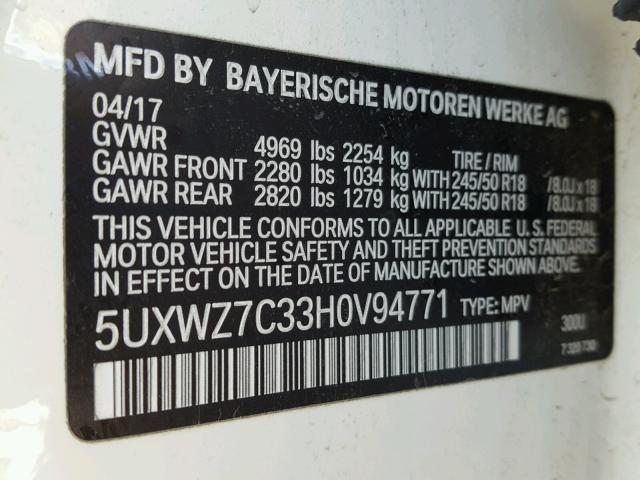 MFD BY BAYERISCHE MOTOREN WERKE AG
04/17
GVWR 4969 lbs 2254 kg TIRE / RIM
GAWR FRONT 2280 lbs 1034 kg WITH 245/50 R18 /8.0J x 18
GAWR REAR 2820 lbs 1279 kg WITH 245/50 R18 /8.0J x 18
THIS VEHICLE CONFORMS TO ALL APPLICABLE U. S. FEDERAL
MOTOR VEHICLE SAFETY AND THEFT PREVENTION STANDARDS
IN EFFECT ON THE DATE OF MANUFACTURE SHOWN ABOVE.
5UXWZ7C33H0V94771 TYPE: MPV
300U
7 320 730